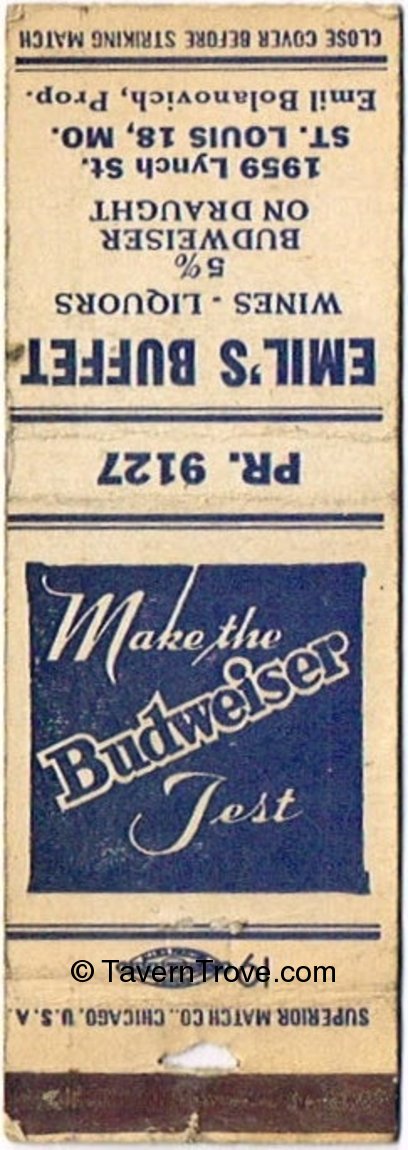 CLOSE COVER BEFORE STRIKING MATCH
Emil Bolanovich, Prop.
ST. LOUIS 18, MO.
1959 Lynch St.
ON DRAUGHT
BUDWEISER
5%
WINES - LIQUORS
EMIL'S BUFFET
PR. 9127
Make the
Budweiser
Test
19
© TavernTrove.com
SUPERIOR MATCH CO., CHICAGO, U.S.A.